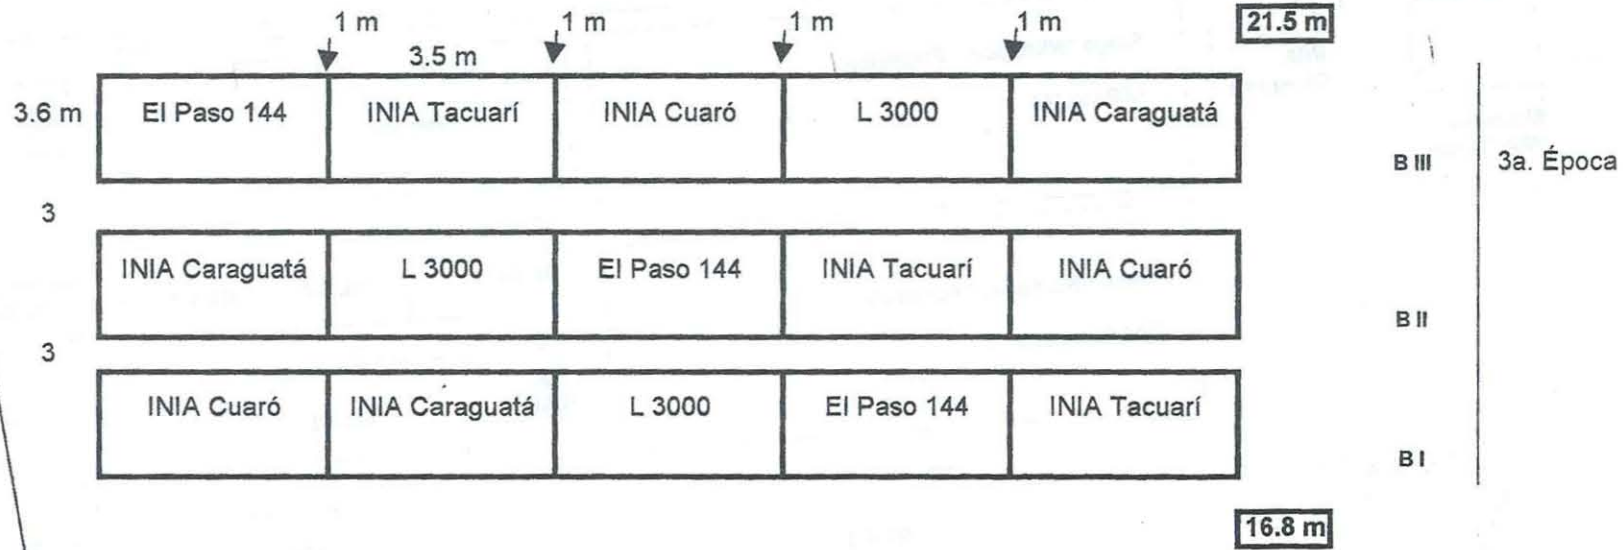 1 m 1 m 1 m 1 m 21.5 m
3.5 m
3.6 m El Paso 144 INIA Tacuarí INIA Cuaró L 3000 INIA Caraguatá
B III 3a. Época
3
INIA Caraguatá L 3000 El Paso 144 INIA Tacuarí INIA Cuaró
B II
3
INIA Cuaró INIA Caraguatá L 3000 El Paso 144 INIA Tacuarí
B I
16.8 m